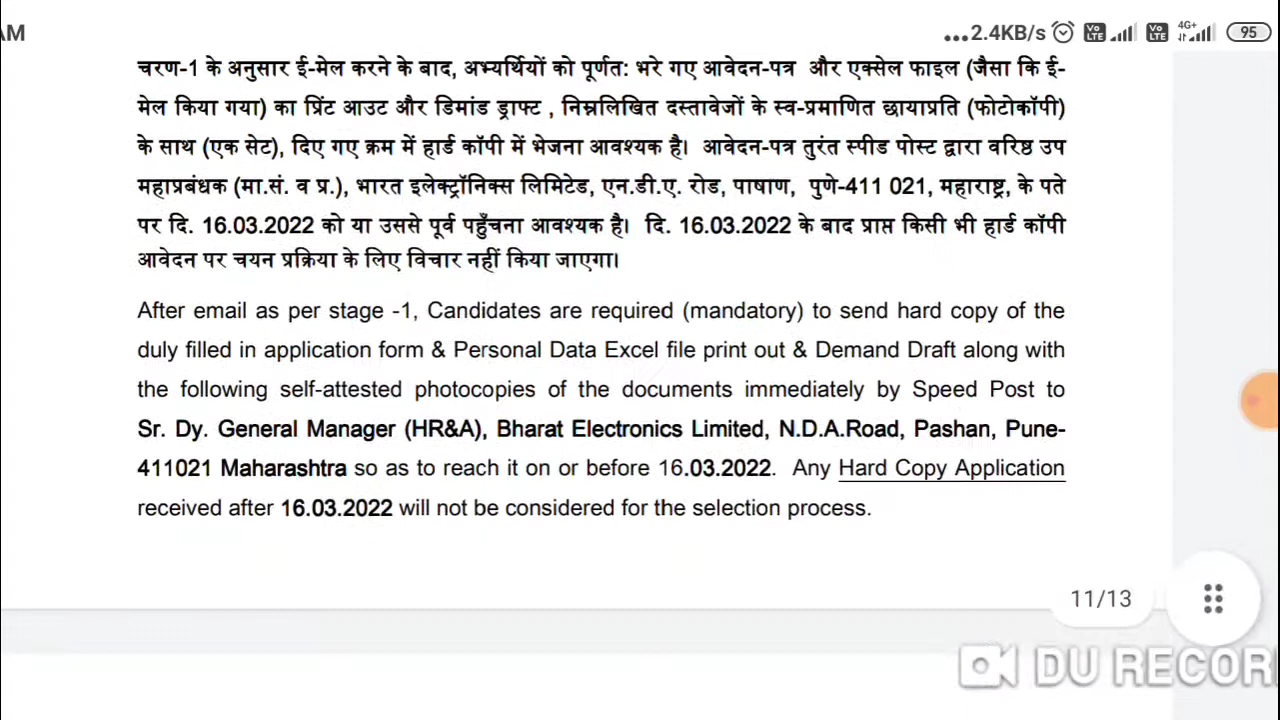 AM
...2.4KB/s Vo LTE Vo LTE 4G+ 95
चरण-1 के अनुसार ई-मेल करने के बाद, अभ्यर्थियों को पूर्णत: भरे गए आवेदन-पत्र और एक्सेल फाइल (जैसा कि ई-
मेल किया गया) का प्रिंट आउट और डिमांड ड्राफ्ट , निम्नलिखित दस्तावेजों के स्व-प्रमाणित छायाप्रति (फोटोकॉपी)
के साथ (एक सेट), दिए गए क्रम में हार्ड कॉपी में भेजना आवश्यक है। आवेदन-पत्र तुरंत स्पीड पोस्ट द्वारा वरिष्ठ उप
महाप्रबंधक (मा.सं. व प्र.), भारत इलेक्ट्रॉनिक्स लिमिटेड, एन.डी.ए. रोड, पाषाण, पुणे-411 021, महाराष्ट्र, के पते
पर दि. 16.03.2022 को या उससे पूर्व पहुँचना आवश्यक है। दि. 16.03.2022 के बाद प्राप्त किसी भी हार्ड कॉपी
आवेदन पर चयन प्रक्रिया के लिए विचार नहीं किया जाएगा।
After email as per stage -1, Candidates are required (mandatory) to send hard copy of the
duly filled in application form & Personal Data Excel file print out & Demand Draft along with
the following self-attested photocopies of the documents immediately by Speed Post to
Sr. Dy. General Manager (HR&A), Bharat Electronics Limited, N.D.A.Road, Pashan, Pune-
411021 Maharashtra so as to reach it on or before 16.03.2022. Any Hard Copy Application
received after 16.03.2022 will not be considered for the selection process.
11/13
DU RECOR